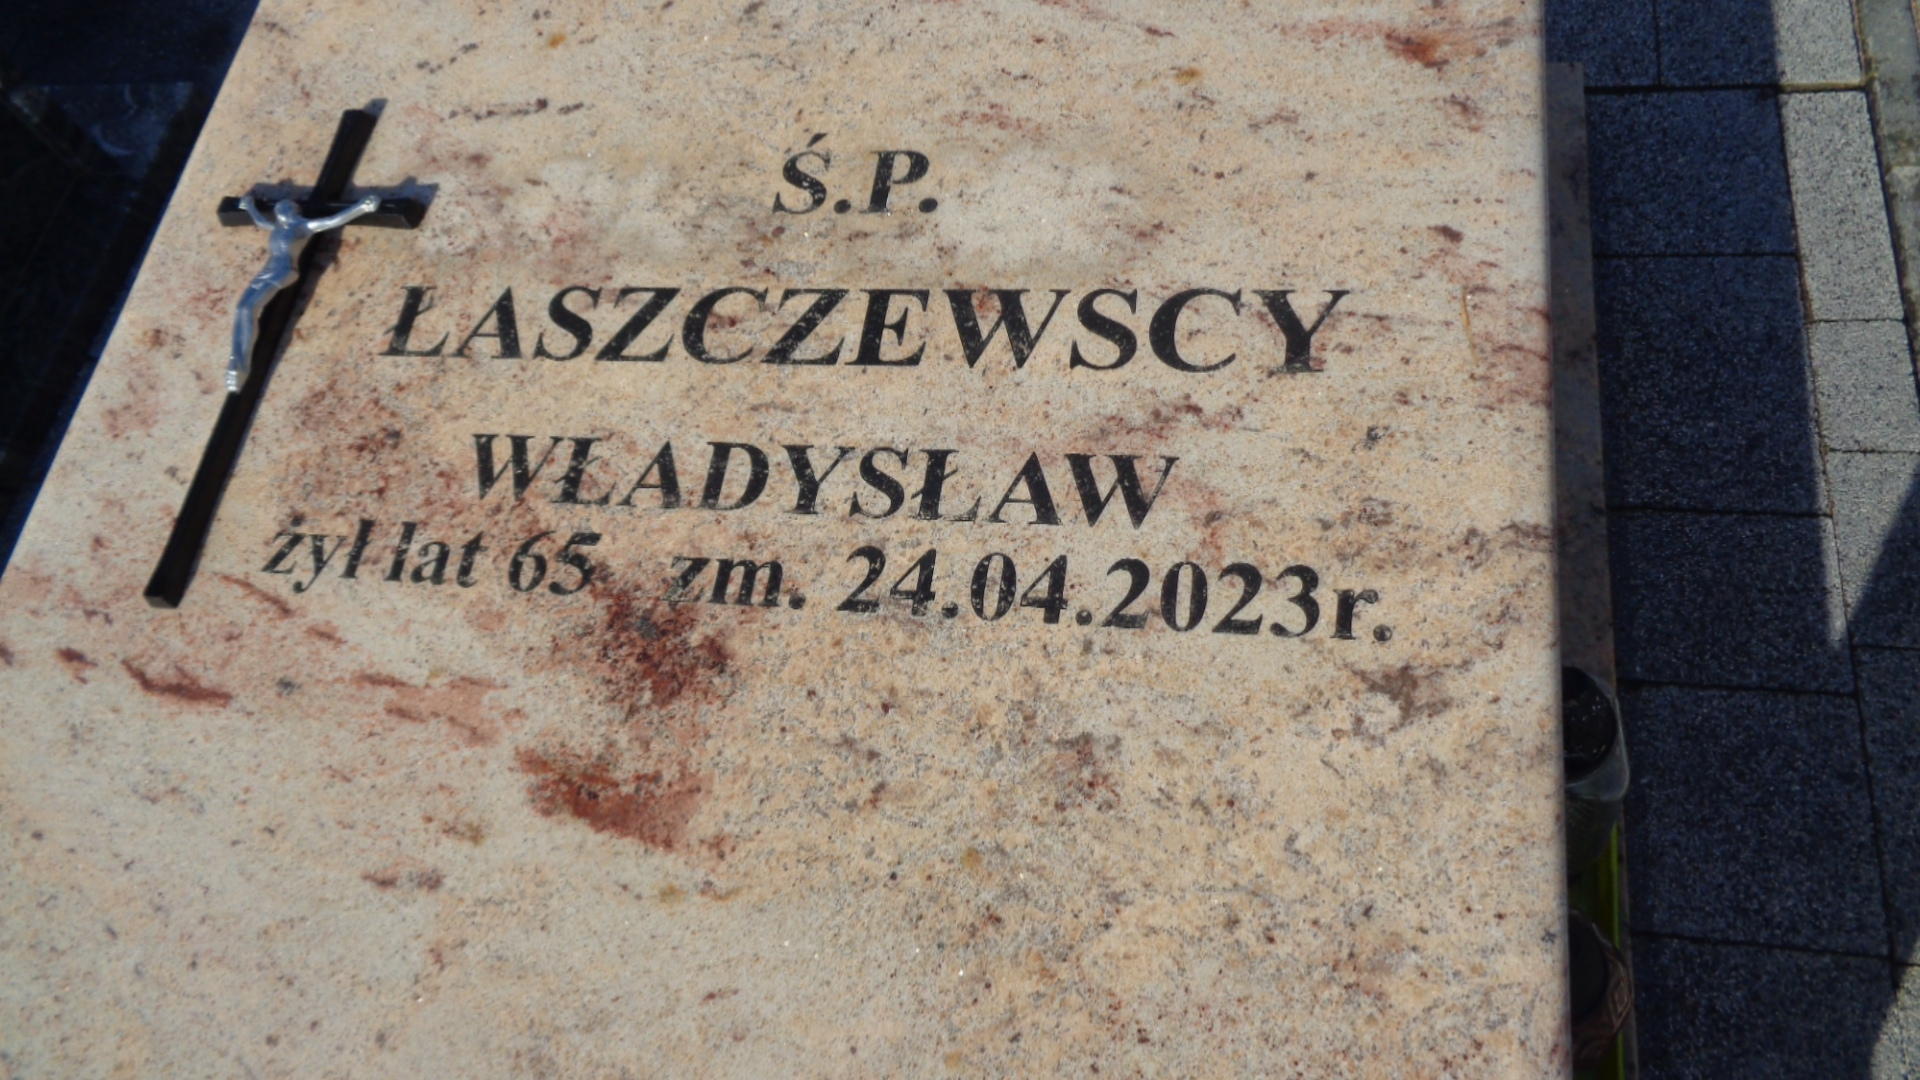 Ś.P.
ŁASZCZEWSCY
WŁADYSŁAW
żył lat 65 zm. 24.04.2023r.